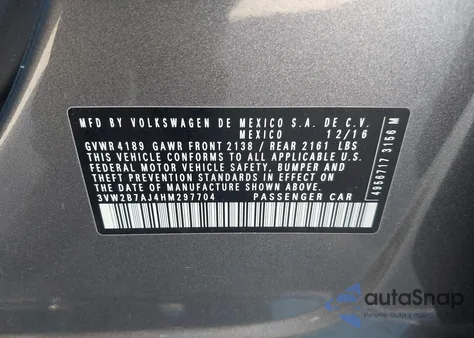 MFD BY VOLKSWAGEN DE MEXICO S.A. DE C.V.
MEXICO 12/16
GVWR 4189 GAWR FRONT 2138 / REAR 2161 LBS
THIS VEHICLE CONFORMS TO ALL APPLICABLE U.S.
FEDERAL MOTOR VEHICLE SAFETY, BUMPER, AND
THEFT PREVENTION STANDARDS IN EFFECT ON THE
DATE OF MANUFACTURE SHOWN ABOVE.
3VW2B7AJ4HM297704 PASSENGER CAR
4966717 3156 M
autoSnap